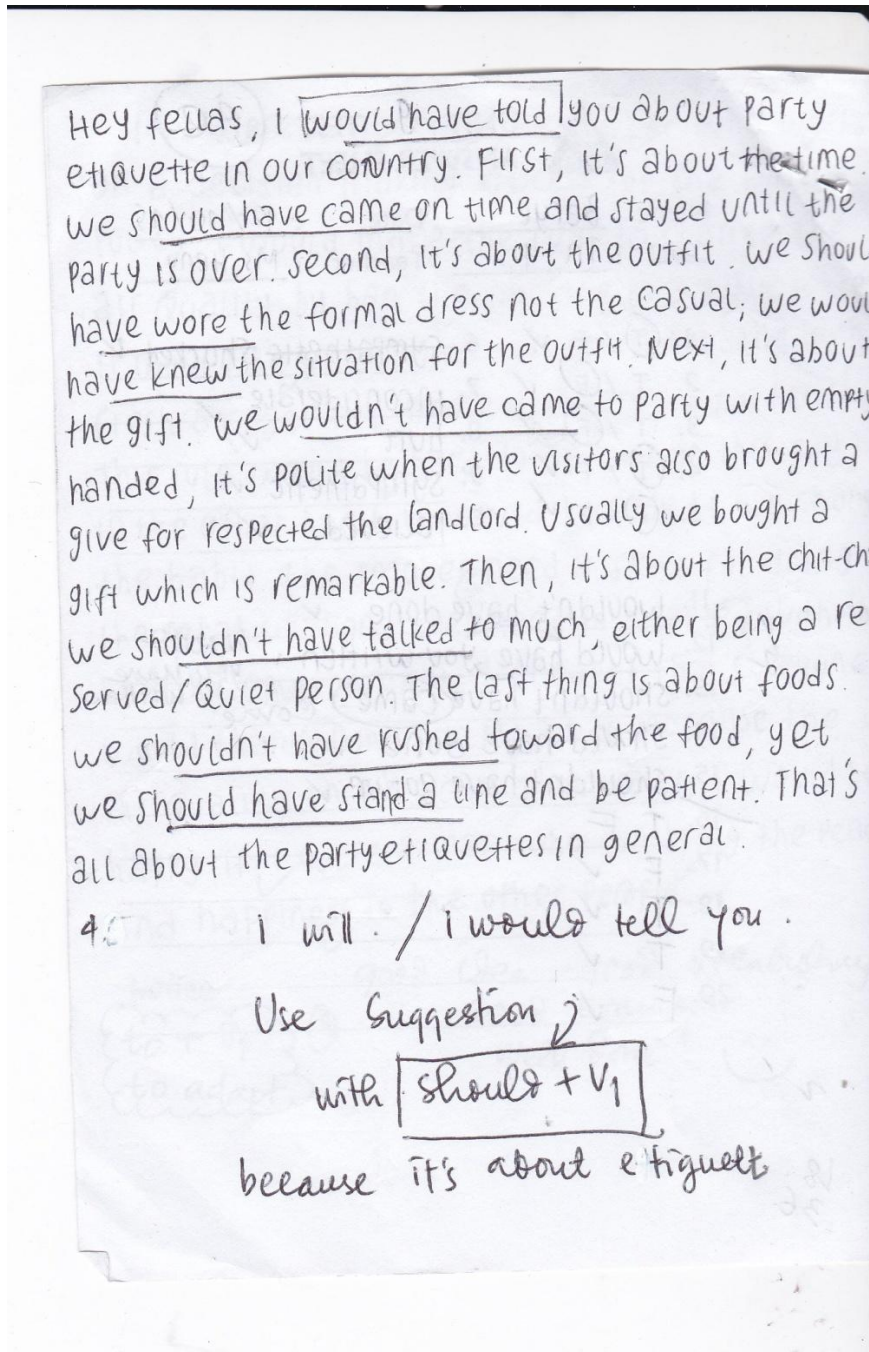 Hey fellas, I would have told you about party
etiquette in our country. First, it's about the time.
we should have came on time and stayed until the
party is over. Second, it's about the outfit. we Shoul
have wore the formal dress not the casual; we woul
have knew the situation for the outfit. Next, it's about
the gift. we wouldn't have came to party with empty
handed, it's polite when the visitors also brought a
give for respected the landlord. Usually we bought a
gift which is remarkable. Then, it's about the chit-ch
we shouldn't have talked to much, either being a re
served/Quiet person. The last thing is about foods.
we shouldn't have rushed toward the food, yet
we should have stand a line and be patient. That's
all about the party etiquettes in general.
4. i will. / i would tell you.
Use Suggestion
with should + V1
because it's about etiquett